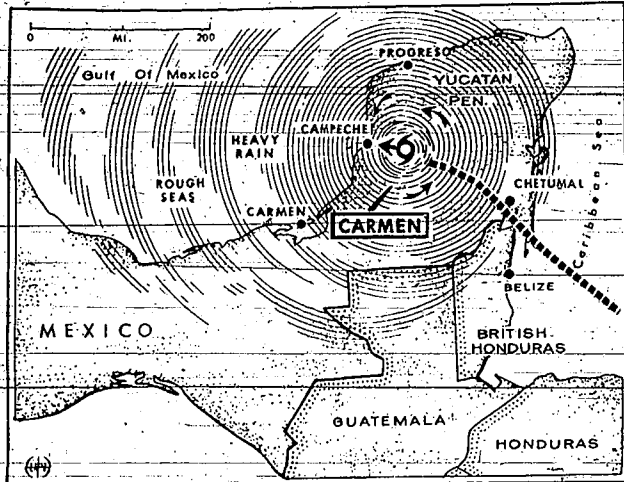 0 MI. 200
Gulf Of Mexico
PROGRESO
YUCATAN
PEN.
HEAVY
RAIN
CAMPECHE
ROUGH
SEAS
CHETUMAL
Caribbean Sea
CARMEN
CARMEN
BELIZE
MEXICO
BRITISH
HONDURAS
GUATEMALA
HONDURAS